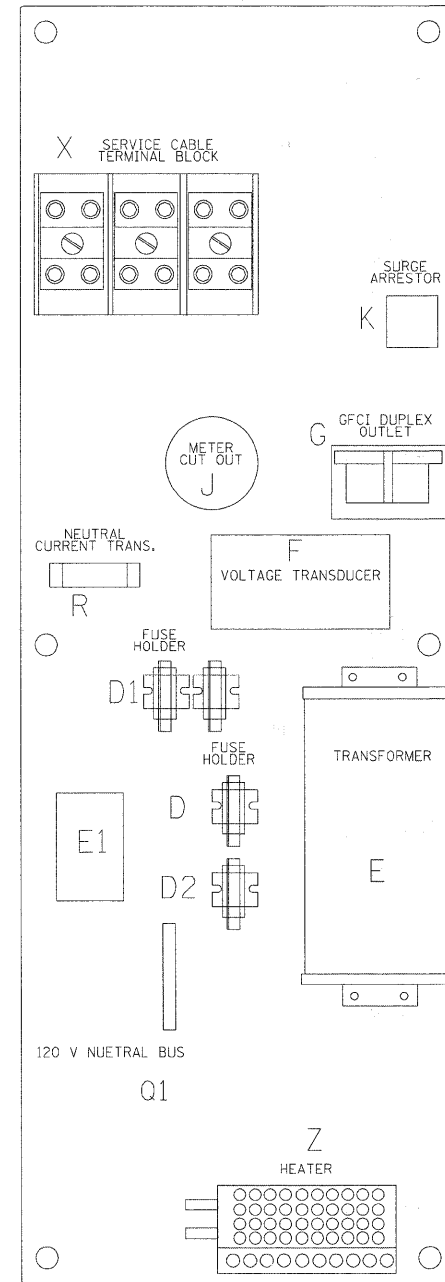 X
SERVICE CABLE
TERMINAL BLOCK
SURGE
ARRESTOR
K
G
GFCI DUPLEX
OUTLET
METER
CUT OUT
J
NEUTRAL
CURRENT TRANS.
R
F
VOLTAGE TRANSDUCER
FUSE
HOLDER
D1
FUSE
HOLDER
TRANSFORMER
D
E1
E
D2
120 V NUETRAL BUS
Q1
Z
HEATER